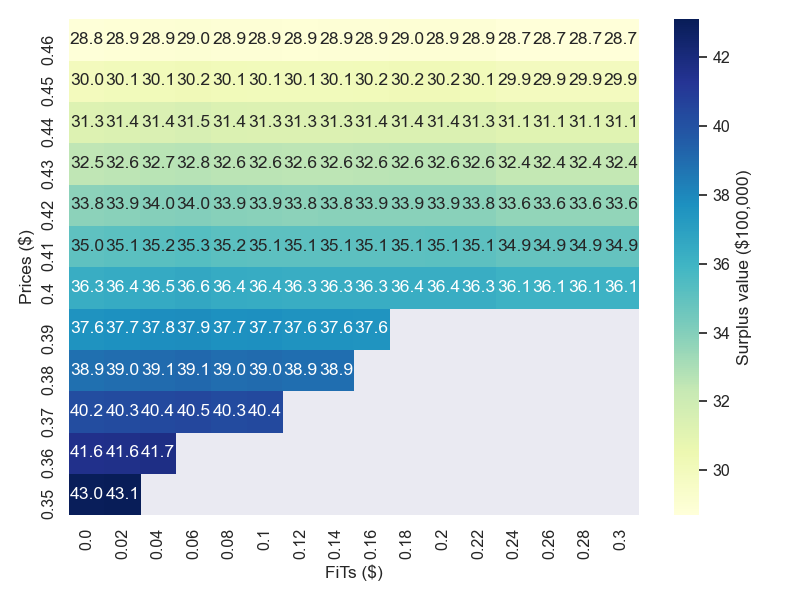 0.46 28.8 28.9 28.9 29.0 28.9 28.9 28.9 28.9 28.9 29.0 28.9 28.9 28.7 28.7 28.7 28.7
0.45 30.0 30.1 30.1 30.2 30.1 30.1 30.1 30.1 30.2 30.2 30.2 30.1 29.9 29.9 29.9 29.9
0.44 31.3 31.4 31.4 31.5 31.4 31.3 31.3 31.4 31.4 31.4 31.4 31.3 31.1 31.1 31.1 31.1
0.43 32.5 32.6 32.7 32.8 32.6 32.6 32.6 32.6 32.6 32.6 32.6 32.6 32.4 32.4 32.4 32.4
0.42 33.8 33.9 34.0 34.0 33.9 33.9 33.8 33.8 33.9 33.9 33.9 33.8 33.6 33.6 33.6 33.6
0.41 35.0 35.1 35.2 35.3 35.2 35.1 35.1 35.1 35.1 35.1 35.1 35.1 34.9 34.9 34.9 34.9
0.4 36.3 36.4 36.5 36.6 36.4 36.4 36.3 36.3 36.3 36.4 36.4 36.3 36.1 36.1 36.1 36.1
0.39 37.6 37.7 37.8 37.9 37.7 37.7 37.6 37.6 37.6
0.38 38.9 39.0 39.1 39.1 39.0 39.0 38.9 38.9
0.37 40.2 40.3 40.4 40.5 40.3 40.4
0.36 41.6 41.6 41.7
0.35 43.0 43.1
0.0 0.02 0.04 0.06 0.08 0.1 0.12 0.14 0.16 0.18 0.2 0.22 0.24 0.26 0.28 0.3
FiTs ($)
Prices ($)
42
40
38
36
34
32
30
Surplus value ($100,000)